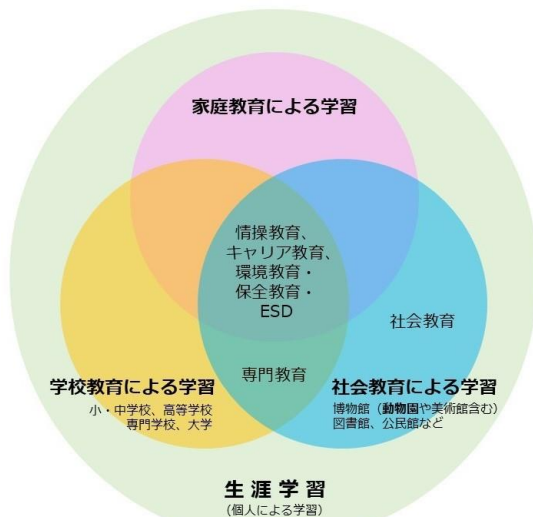 家庭教育による学習
情操教育、
キャリア教育、
環境教育・
保全教育・
ESD
社会教育
専門教育
学校教育による学習
小・中学校、高等学校
専門学校、大学
社会教育による学習
博物館（動物園や美術館含む）
図書館、公民館など
生涯学習
（個人による学習）